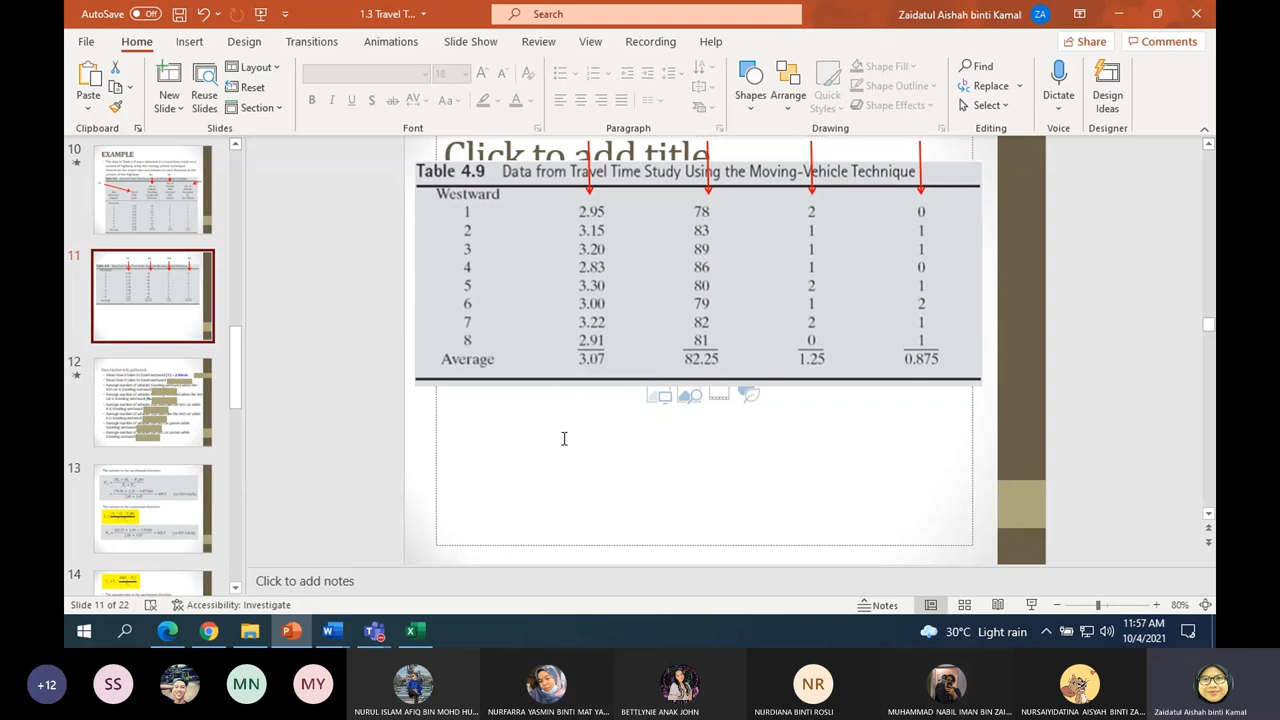 AutoSave Off 1.3 Travel T... Search Zaidatul Aishah binti Kamal ZA
File Home Insert Design Transitions Animations Slide Show Review View Recording Help Share Comments
Paste New Slide Reuse Slides Layout Reset Section 18 Shapes Arrange Quick Styles Shape Fill Shape Outline Shape Effects Find Replace Select Dictate Design Ideas
Clipboard Slides Font Paragraph Drawing Editing Voice Designer
10
EXAMPLE
11
12
13
14
Click to add title
Table 4.9 Data from Travel Time Study Using the Moving-Vehicle Technique
Westward
1 2.95 78 2 0
2 3.15 83 1 1
3 3.20 89 1 1
4 2.83 86 1 0
5 3.30 80 2 1
6 3.00 79 1 2
7 3.22 82 2 1
8 2.91 81 0 1
Average 3.07 82.25 1.25 0.875
Click to add notes
Slide 11 of 22 Accessibility: Investigate Notes 80%
30°C Light rain 11:57 AM
10/4/2021
+12 SS MN MY NR
NURUL ISLAM AFIQ BIN MOHD HU... NURFARRA YASMIN BINTI MAT YA... BETTLYNIE ANAK JOHN NURDIANA BINTI ROSLI MUHAMMAD NABIL IMAN BIN ZAI... NURSAIYIDATINA AISYAH BINTI Z... Zaidatul Aishah binti Kamal